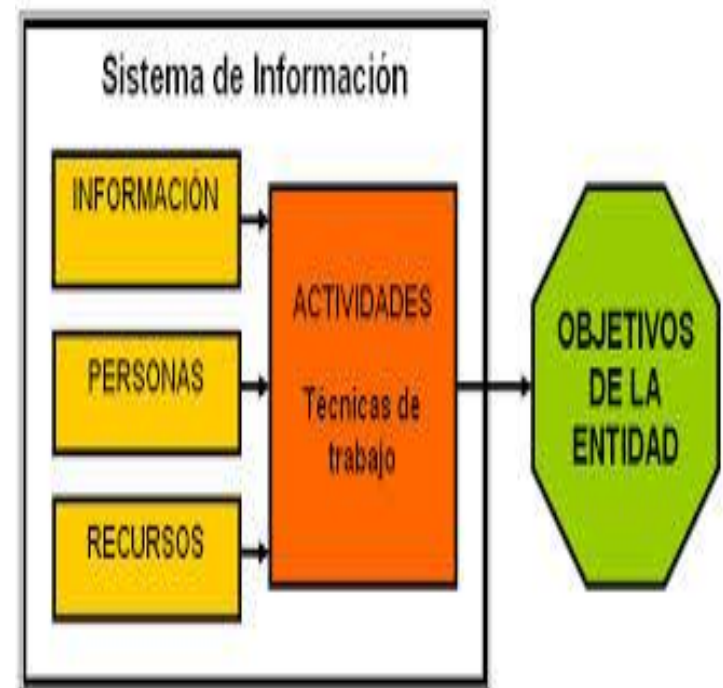 Sistema de Información
INFORMACIÓN
PERSONAS
RECURSOS
ACTIVIDADES
Técnicas de
trabajo
OBJETIVOS
DE LA
ENTIDAD